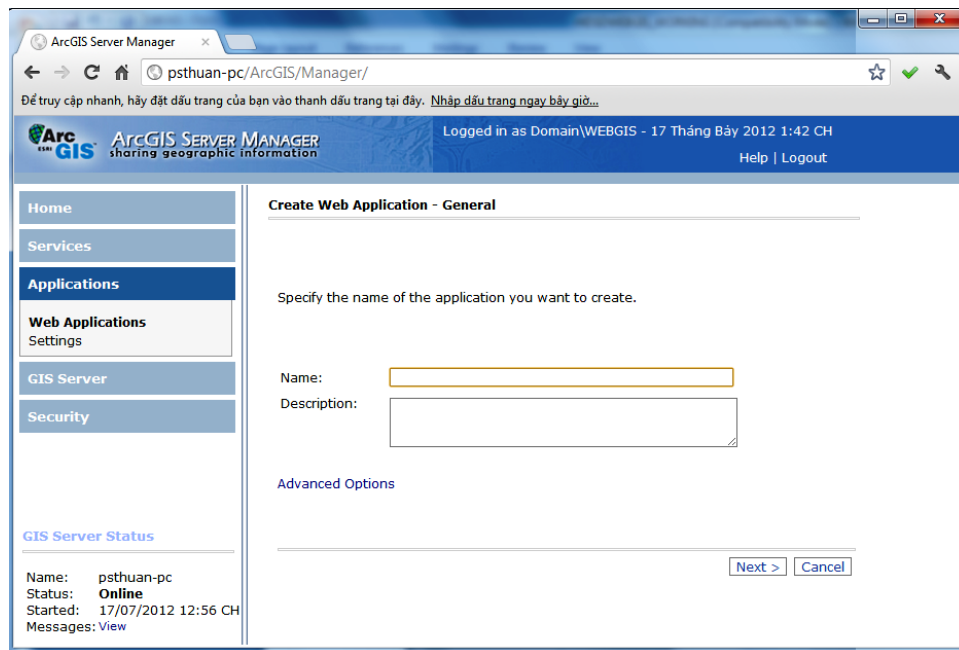 ArcGIS Server Manager
psthuan-pc/ArcGIS/Manager/
Để truy cập nhanh, hãy đặt dấu trang của bạn vào thanh dấu trang tại đây. Nhập dấu trang ngay bây giờ...
Arc GIS ESRI
ArcGIS Server Manager
sharing geographic information
Logged in as Domain\WEBGIS - 17 Tháng Bảy 2012 1:42 CH
Help | Logout
Home
Services
Applications
Web Applications
Settings
GIS Server
Security
GIS Server Status
Name: psthuan-pc
Status: Online
Started: 17/07/2012 12:56 CH
Messages: View
Create Web Application - General
Specify the name of the application you want to create.
Name:
Description:
Advanced Options
Next > Cancel